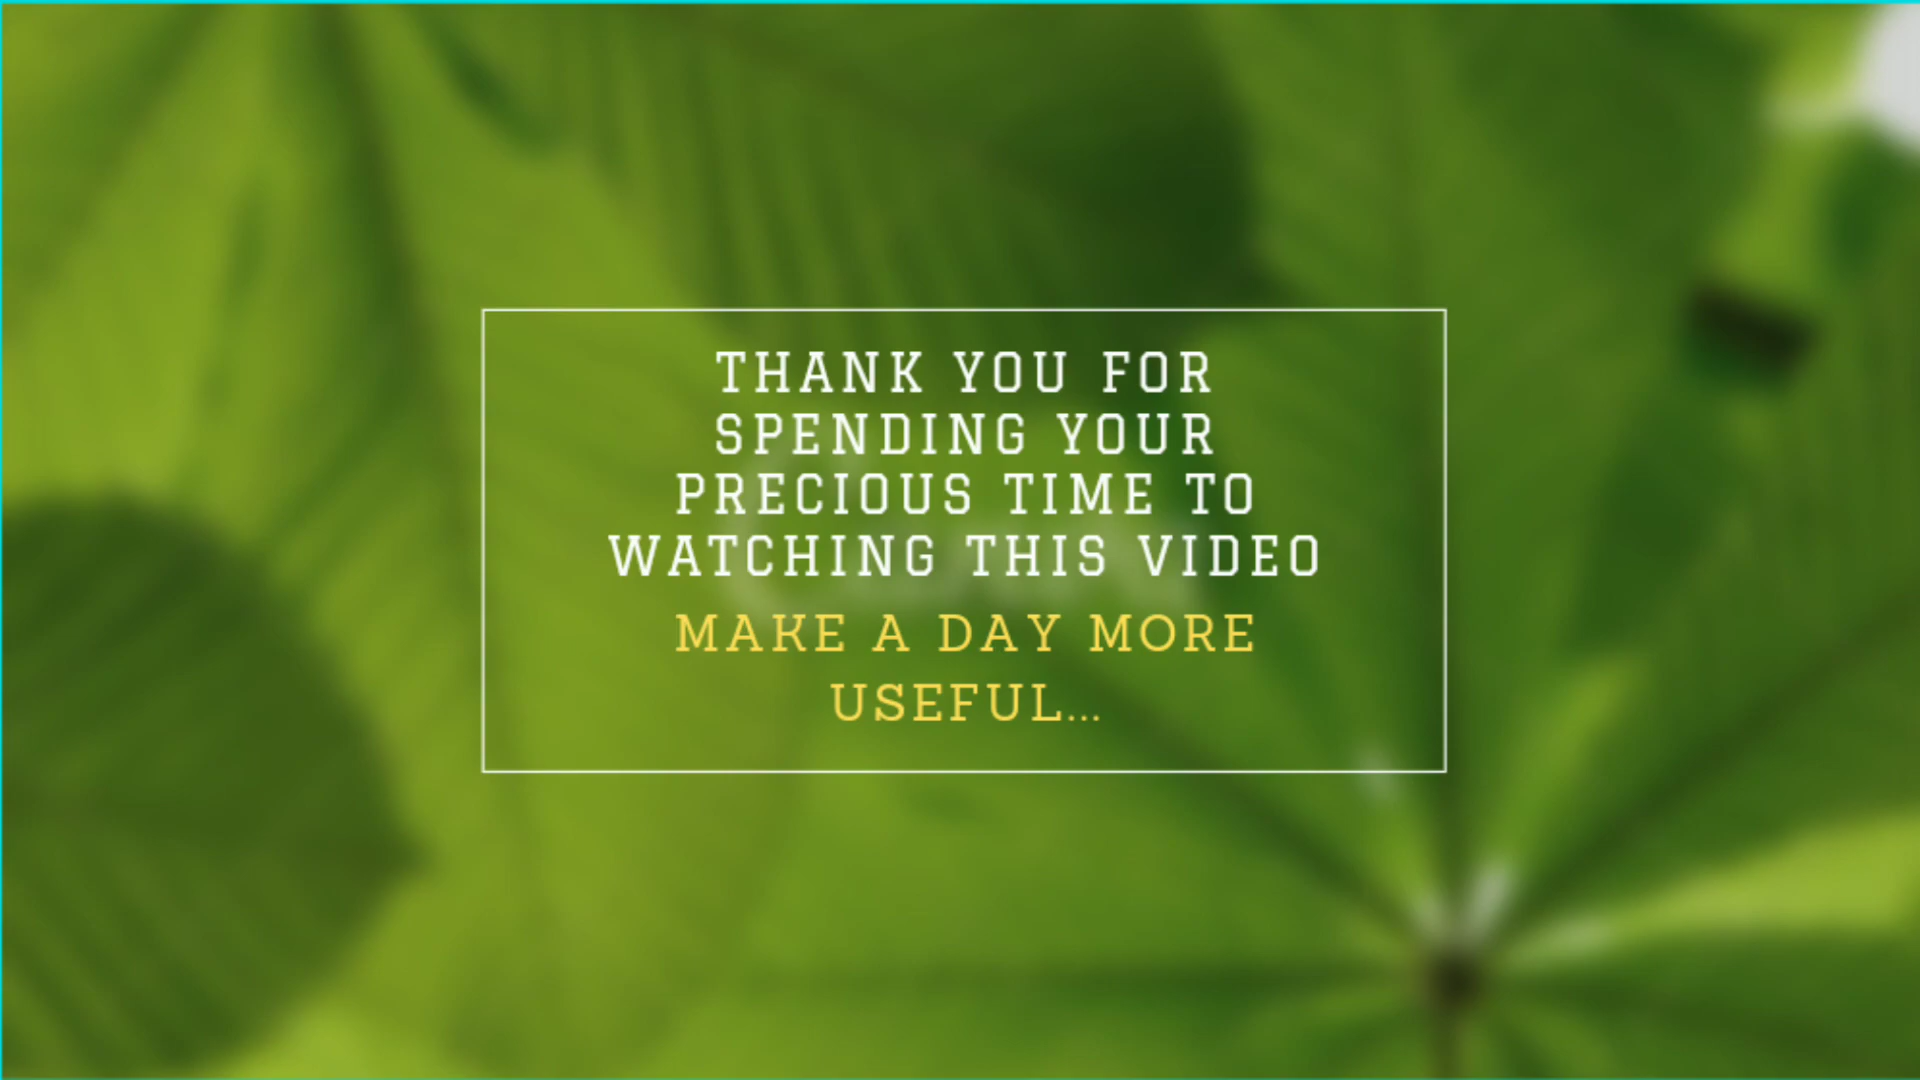 THANK YOU FOR
SPENDING YOUR
PRECIOUS TIME TO
WATCHING THIS VIDEO
MAKE A DAY MORE
USEFUL...